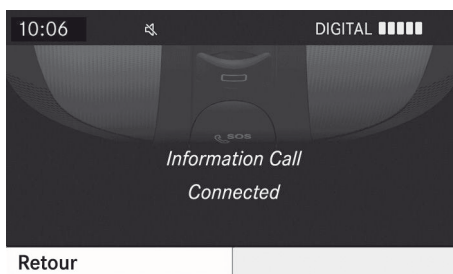 10:06 DIGITAL
SOS
Information Call
Connected
Retour